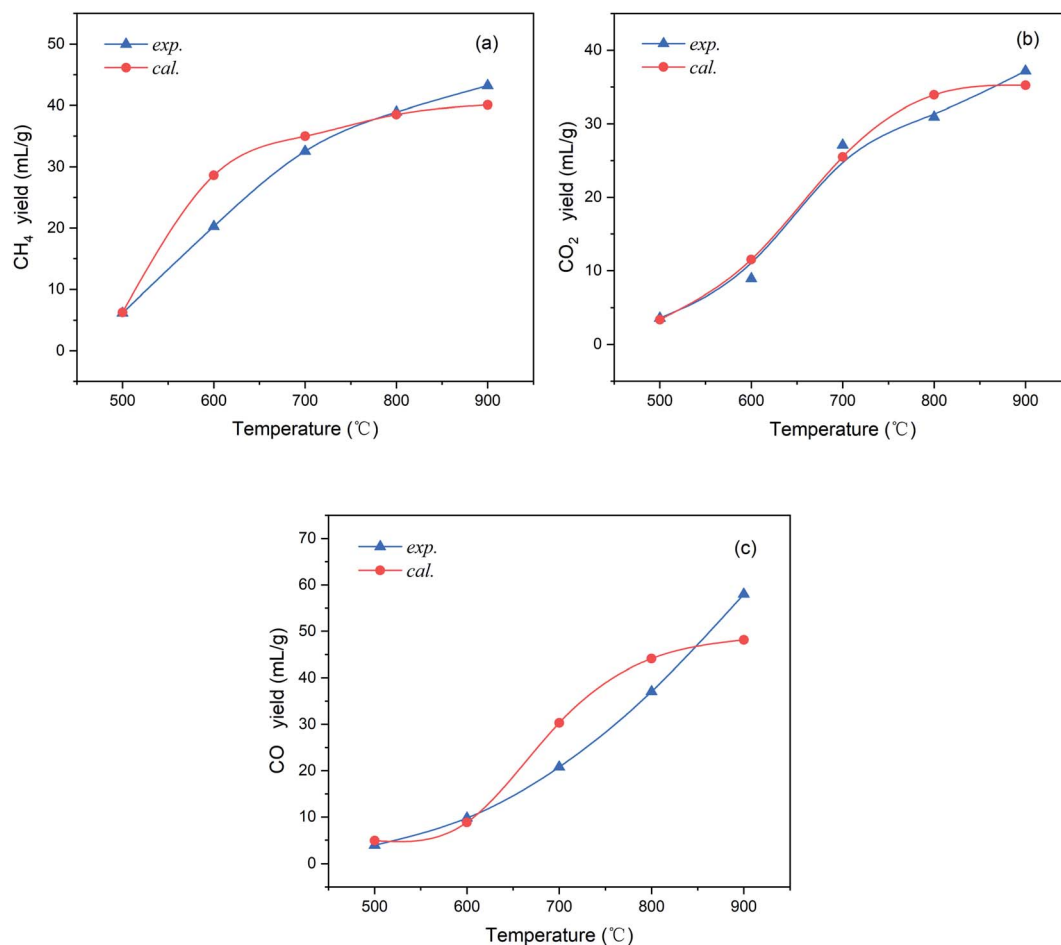 (a)
exp.
cal.
CH4 yield (mL/g)
50
40
30
20
10
0
500 600 700 800 900
Temperature (℃)
(b)
exp.
cal.
CO2 yield (mL/g)
40
30
20
10
0
500 600 700 800 900
Temperature (℃)
(c)
exp.
cal.
CO yield (mL/g)
70
60
50
40
30
20
10
0
500 600 700 800 900
Temperature (℃)